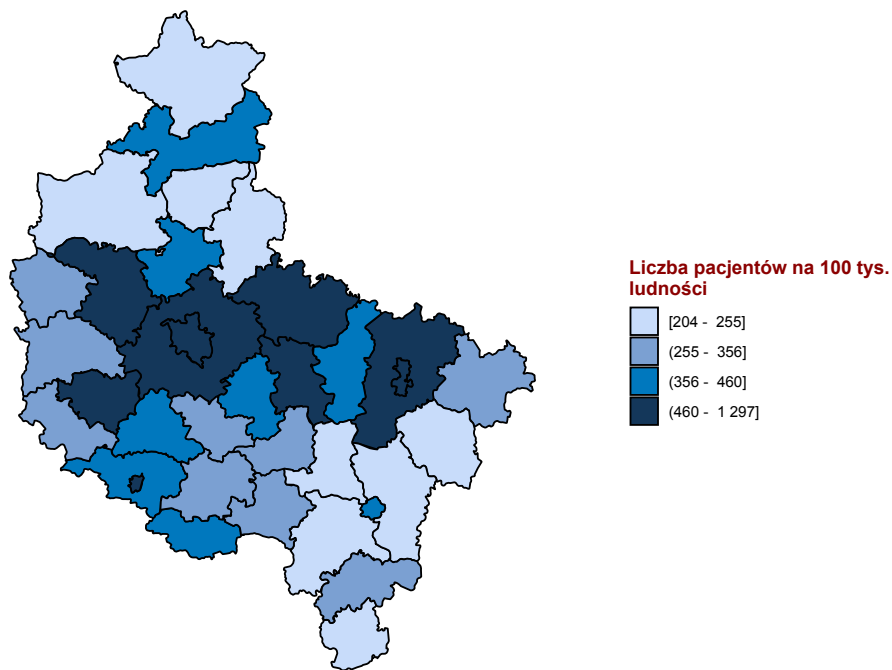 Liczba pacjentów na 100 tys.
ludności
[204 - 255]
(255 - 356]
(356 - 460]
(460 - 1 297]